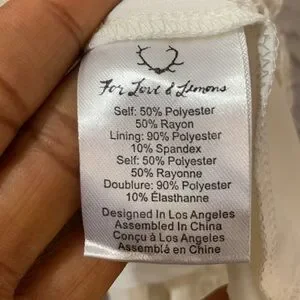 For Love & Lemons
Self: 50% Polyester
50% Rayon
Lining: 90% Polyester
10% Spandex
Self: 50% Polyester
50% Rayonne
Doublure: 90% Polyester
10% Élasthanne
Designed In Los Angeles
Assembled In China
Conçu à Los Angeles
Assemblé en Chine